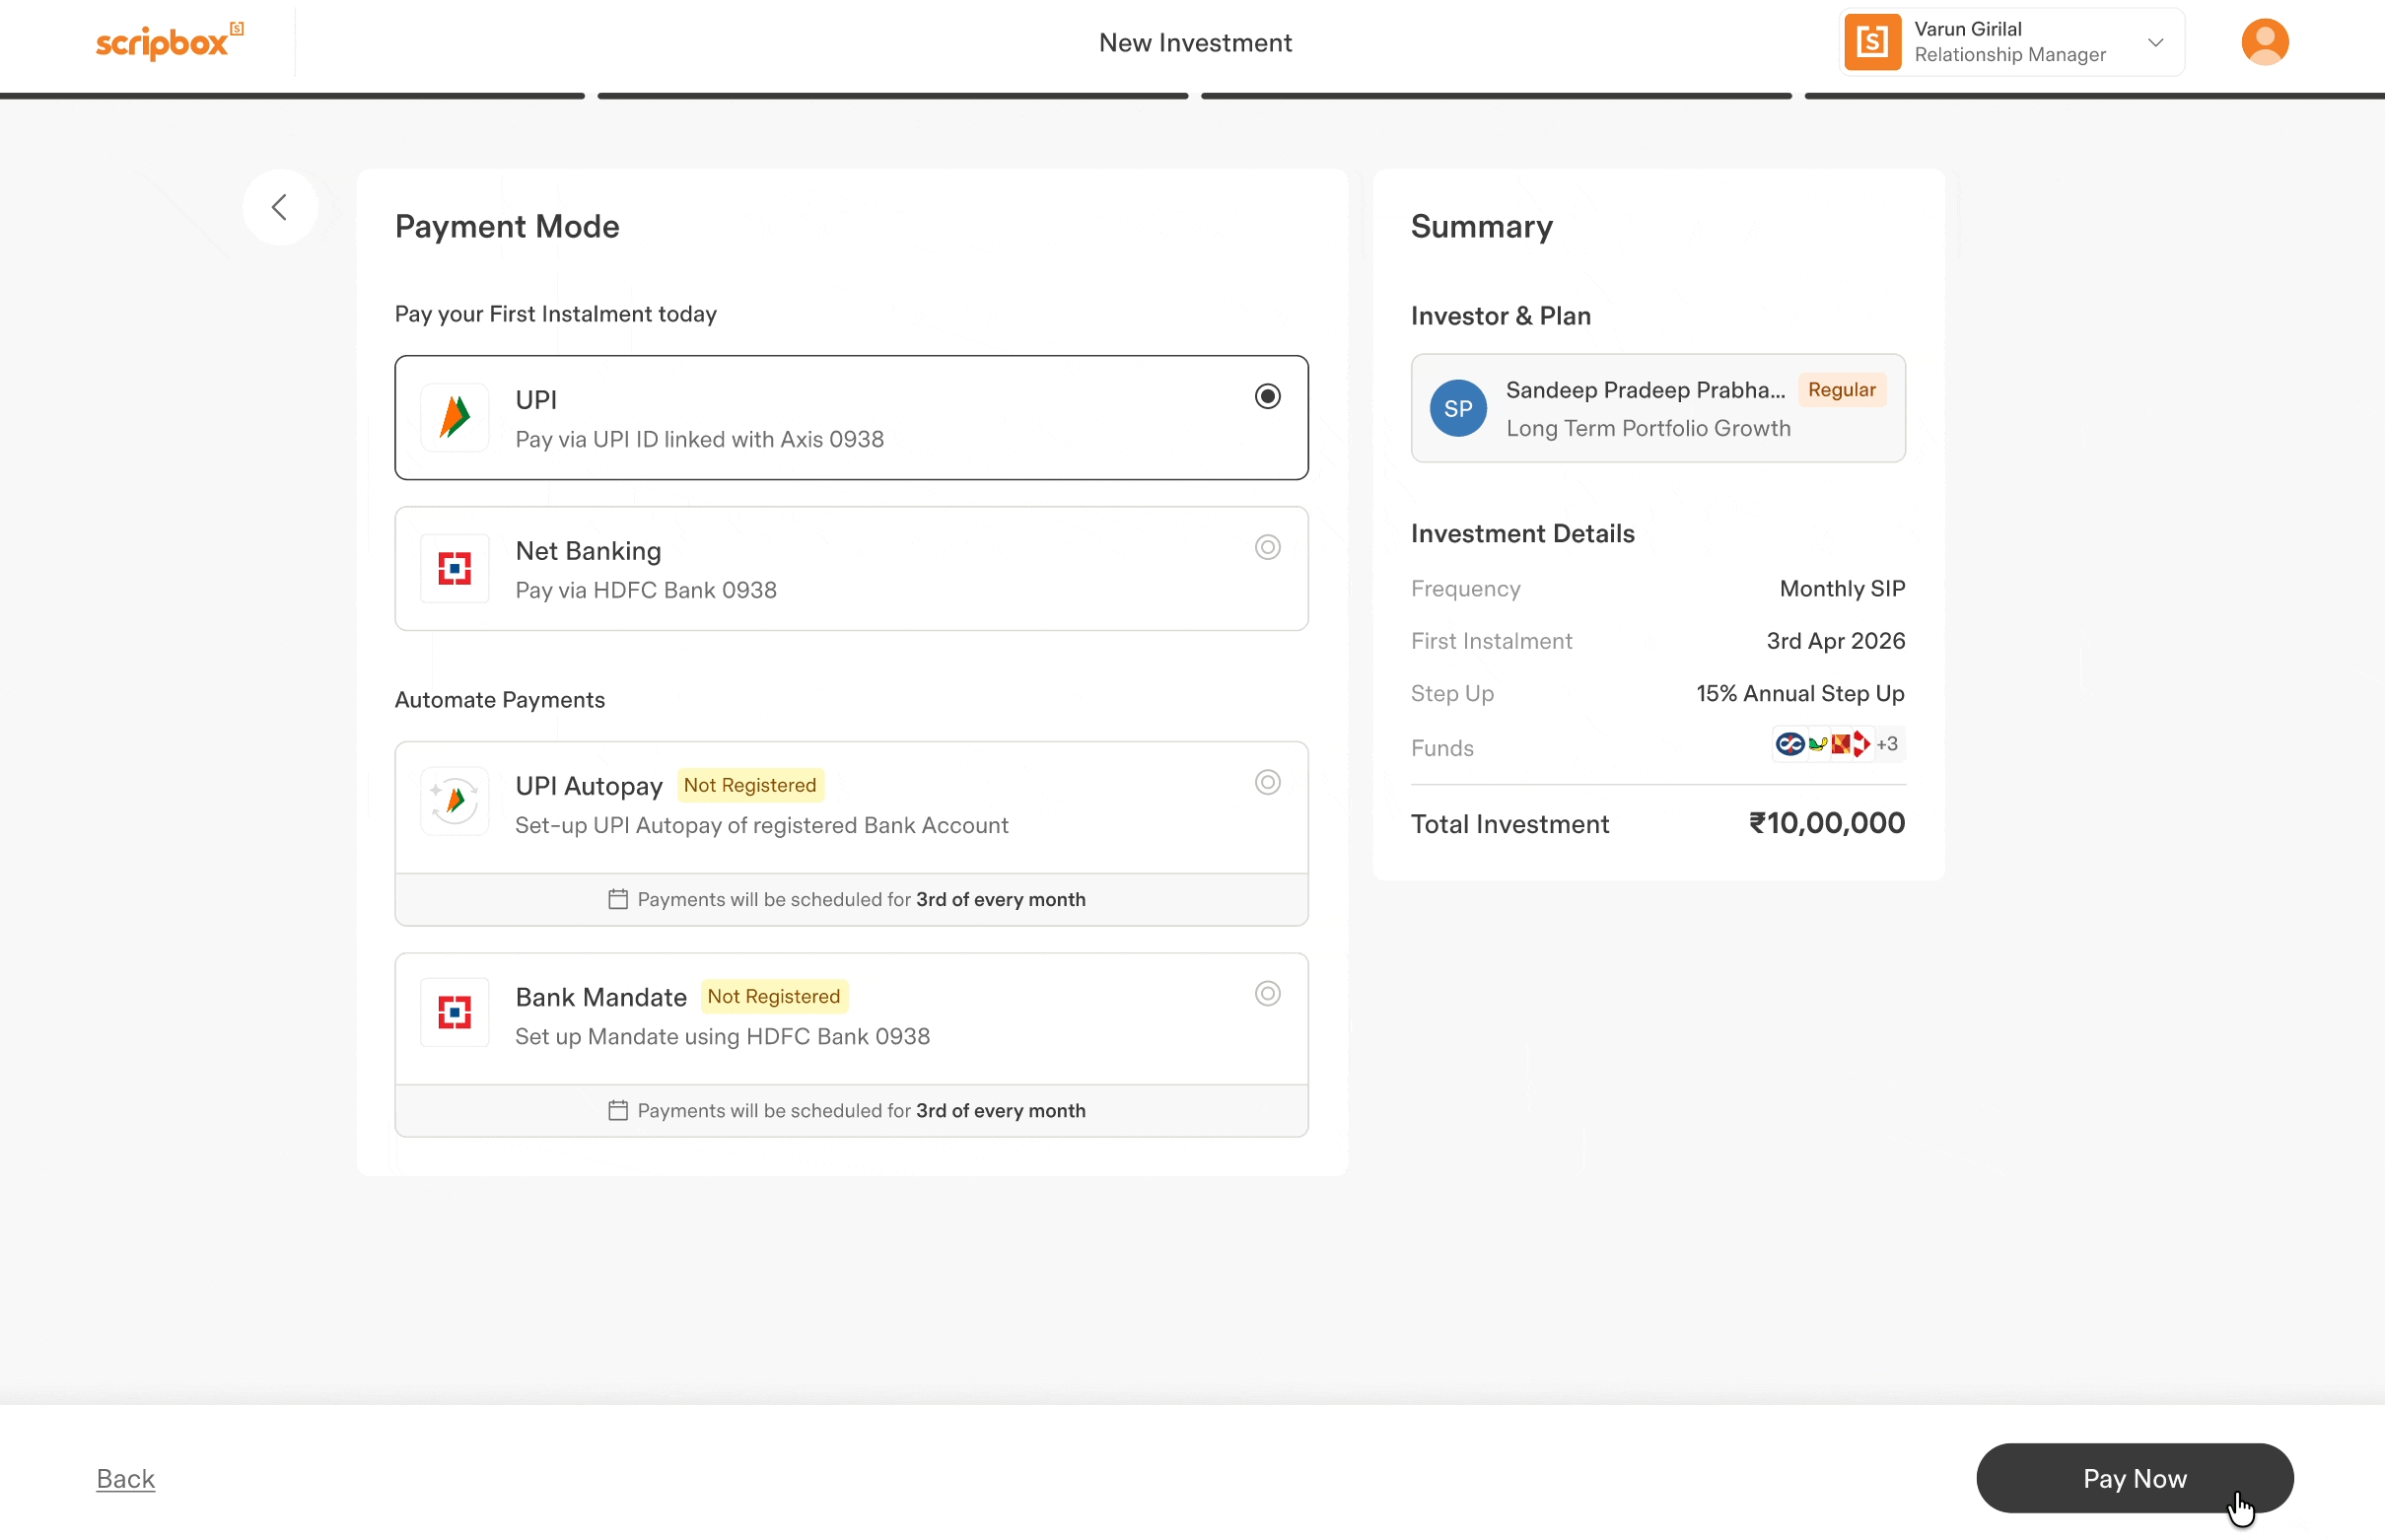 scripbox
New Investment
Varun Girilal
Relationship Manager
Payment Mode
Pay your First Instalment today
UPI
Pay via UPI ID linked with Axis 0938
Net Banking
Pay via HDFC Bank 0938
Automate Payments
UPI Autopay Not Registered
Set-up UPI Autopay of registered Bank Account
Payments will be scheduled for 3rd of every month
Bank Mandate Not Registered
Set up Mandate using HDFC Bank 0938
Payments will be scheduled for 3rd of every month
Summary
Investor & Plan
SP
Sandeep Pradeep Prabha... Regular
Long Term Portfolio Growth
Investment Details
Frequency Monthly SIP
First Instalment 3rd Apr 2026
Step Up 15% Annual Step Up
Funds +3
Total Investment ₹10,00,000
Back
Pay Now